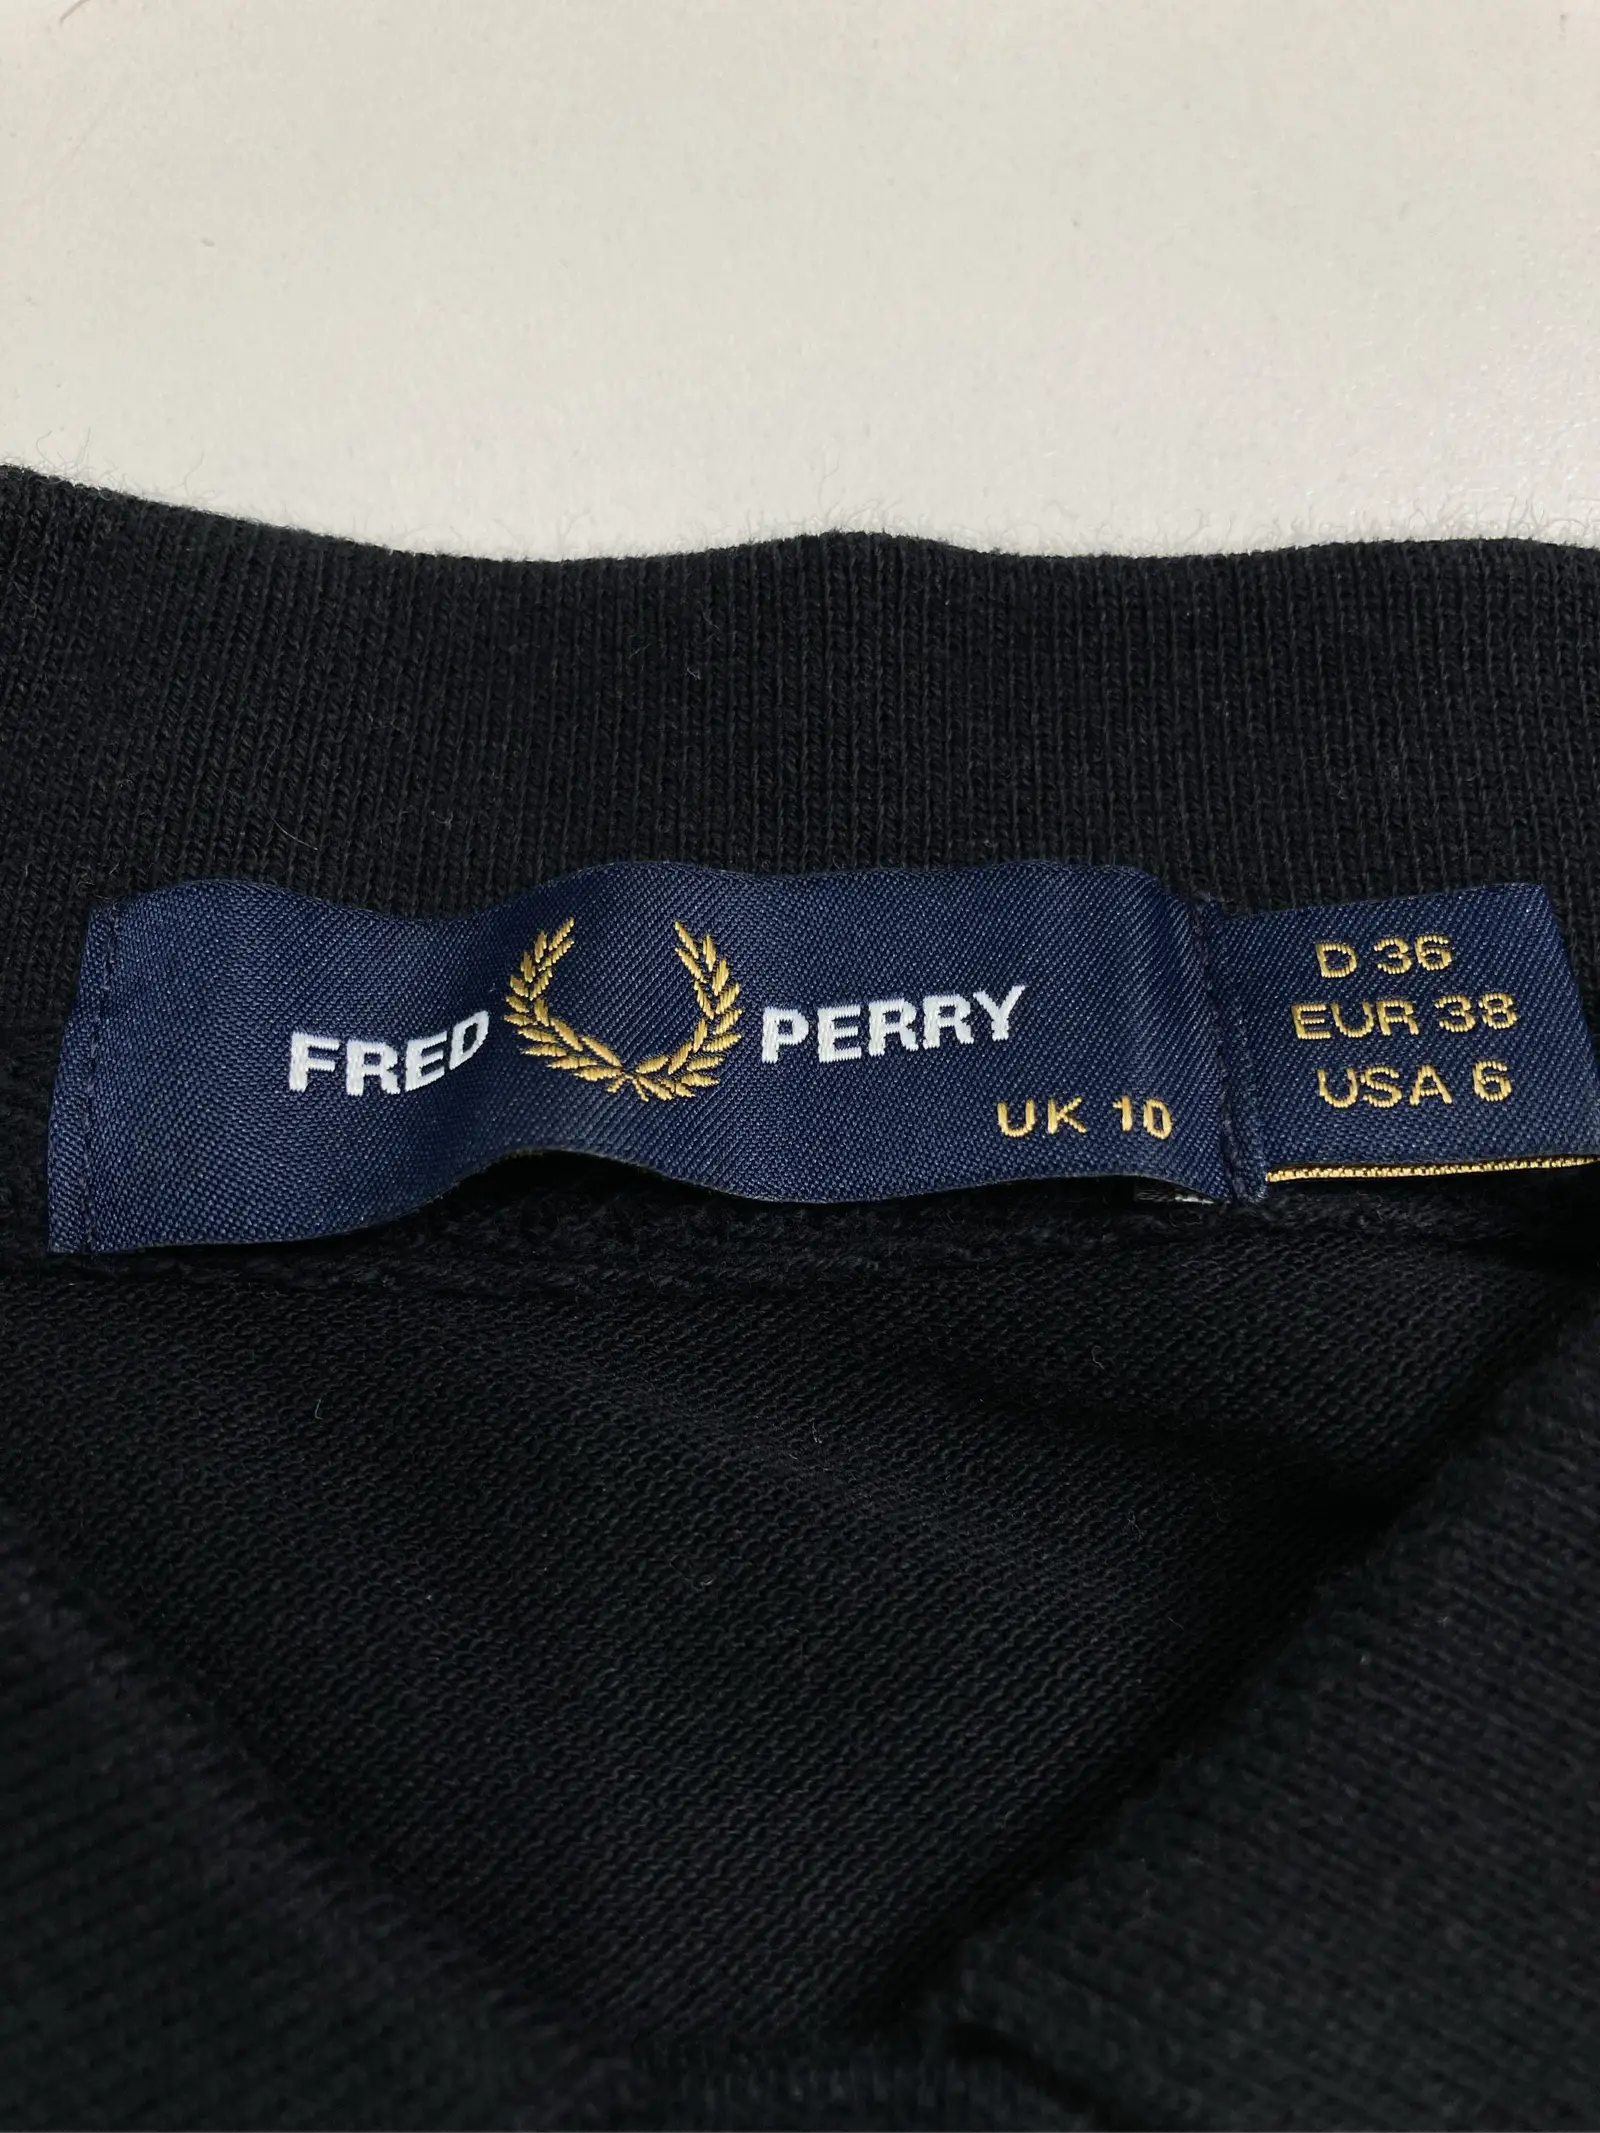 FRED PERRY
UK 10
D 36
EUR 38
USA 6